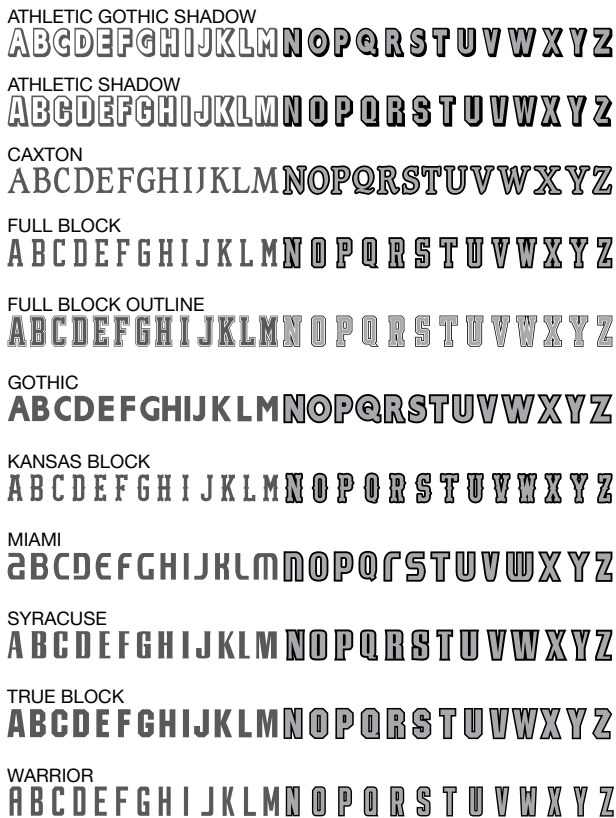 ATHLETIC GOTHIC SHADOW
ABCDEFGHIJKLMNOPQRSTUVWXYZ
ATHLETIC SHADOW
ABCDEFGHIJKLMNOPQRSTUVWXYZ
CAXTON
ABCDEFGHIJKLMNOPQRSTUVWXYZ
FULL BLOCK
ABCDEFGHIJKLMNOPQRSTUVWXYZ
FULL BLOCK OUTLINE
ABCDEFGHIJKLMNOPQRSTUVWXYZ
GOTHIC
ABCDEFGHIJKLMNOPQRSTUVWXYZ
KANSAS BLOCK
ABCDEFGHIJKLMNOPQRSTUVWXYZ
MIAMI
ABCDEFGHIJKLMNOPQRSTUVWXYZ
SYRACUSE
ABCDEFGHIJKLMNOPQRSTUVWXYZ
TRUE BLOCK
ABCDEFGHIJKLMNOPQRSTUVWXYZ
WARRIOR
ABCDEFGHIJKLMNOPQRSTUVWXYZ